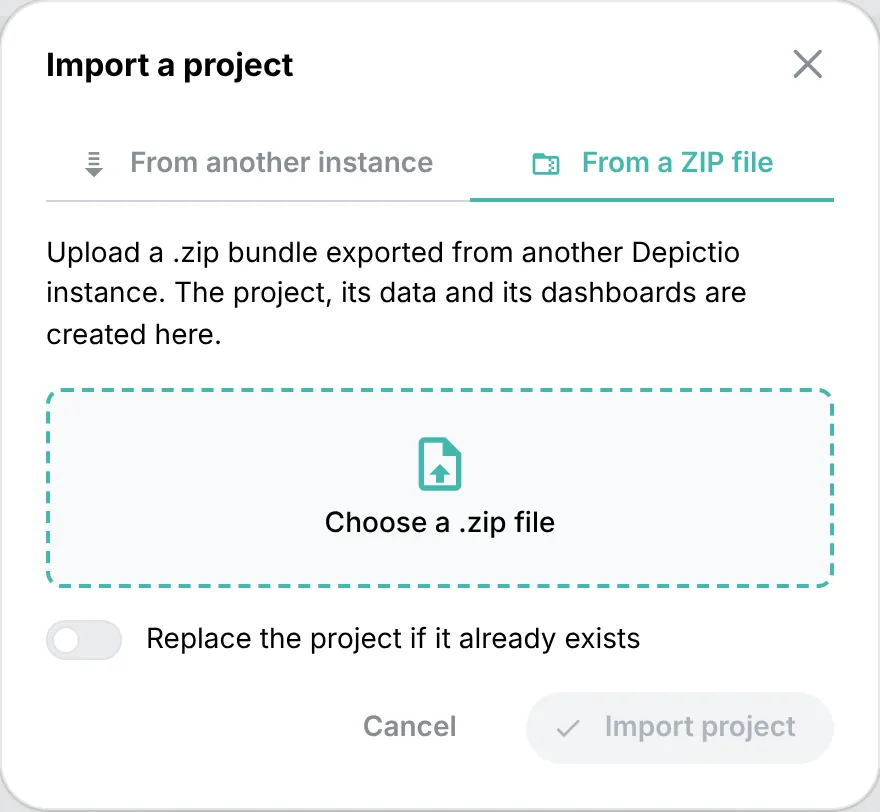 Import a project
From another instance
From a ZIP file
Upload a .zip bundle exported from another Depictio
instance. The project, its data and its dashboards are
created here.
Choose a .zip file
Replace the project if it already exists
Cancel
Import project